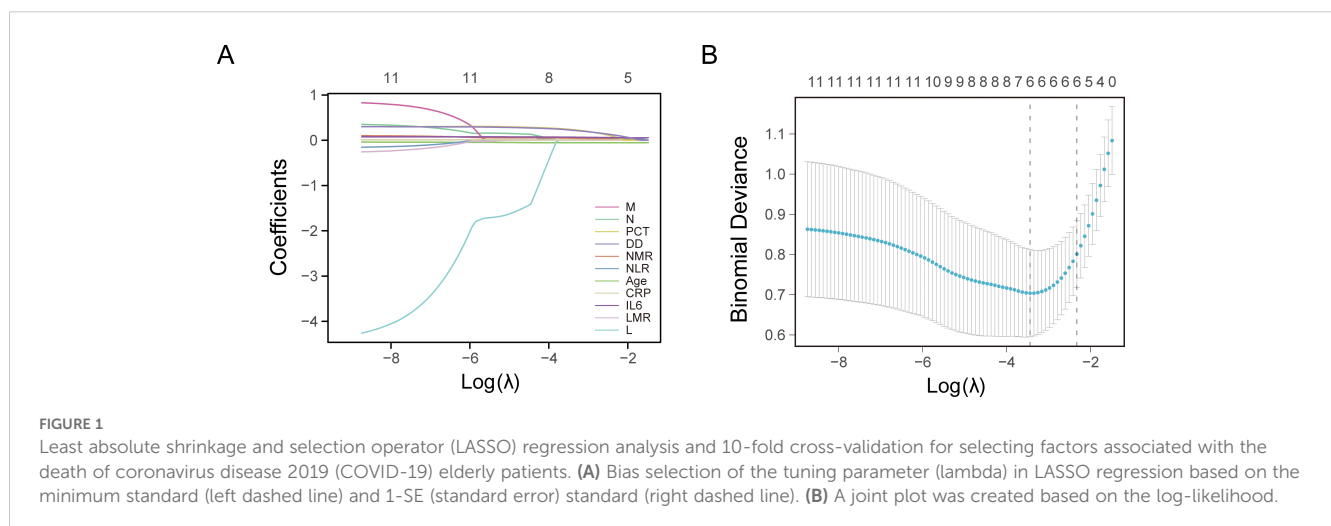 A
B
11 11 8 5
11 11 11 11 11 11 10 9 9 8 8 8 8 7 6 6 6 6 6 6 5 4 0
1
0
−1
−2
−3
−4
Coefficients
M
N
PCT
DD
NMR
NLR
Age
CRP
IL6
LMR
L
−8 −6 −4 −2
Log(λ)
1.1
1.0
0.9
0.8
0.7
0.6
Binomial Deviance
−8 −6 −4 −2
Log(λ)
FIGURE 1
Least absolute shrinkage and selection operator (LASSO) regression analysis and 10-fold cross-validation for selecting factors associated with the
death of coronavirus disease 2019 (COVID-19) elderly patients. (A) Bias selection of the tuning parameter (lambda) in LASSO regression based on the
minimum standard (left dashed line) and 1-SE (standard error) standard (right dashed line). (B) A joint plot was created based on the log-likelihood.